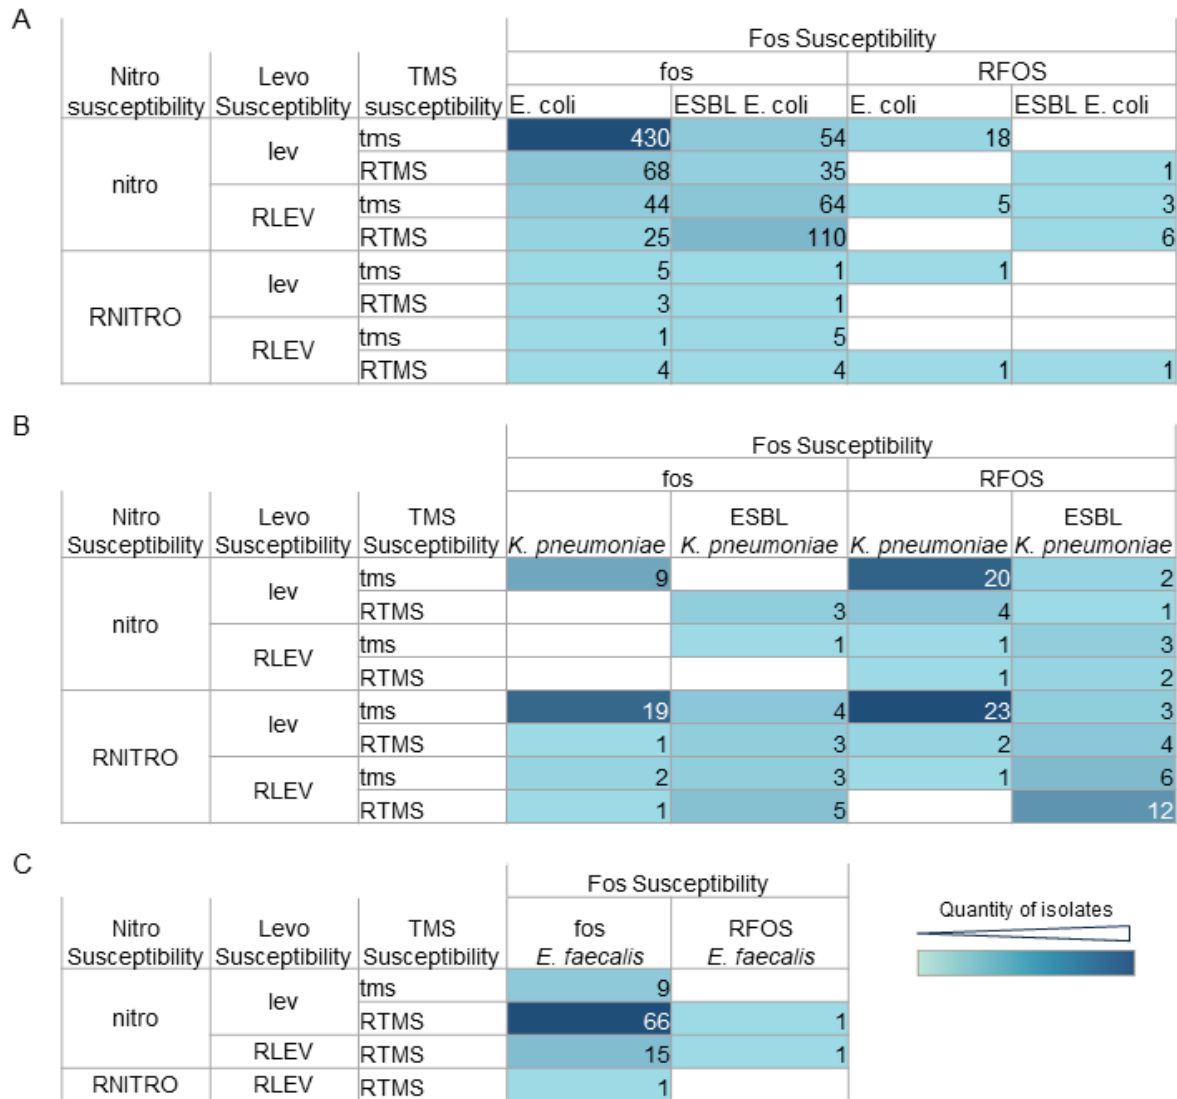 A
Fos Susceptibility
Nitro Levo TMS fos RFOS
susceptibility Susceptiblity susceptibility E. coli ESBL E. coli E. coli ESBL E. coli
nitro lev tms 430 54 18
RTMS 68 35 1
RLEV tms 44 64 5 3
RTMS 25 110 6
RNITRO lev tms 5 1 1
RTMS 3 1
RLEV tms 1 5
RTMS 4 4 1 1
B
Fos Susceptibility
fos RFOS
Nitro Levo TMS ESBL ESBL
Susceptibility Susceptibility Susceptibility K. pneumoniae K. pneumoniae K. pneumoniae K. pneumoniae
nitro lev tms 9 20 2
RTMS 3 4 1
RLEV tms 1 1 3
RTMS 1 2
RNITRO lev tms 19 4 23 3
RTMS 1 3 2 4
RLEV tms 2 3 1 6
RTMS 1 5 12
C
Fos Susceptibility
Nitro Levo TMS fos RFOS
Susceptibility Susceptibility Susceptibility E. faecalis E. faecalis
nitro lev tms 9
RTMS 66 1
RLEV RTMS 15 1
RNITRO RLEV RTMS 1
Quantity of isolates